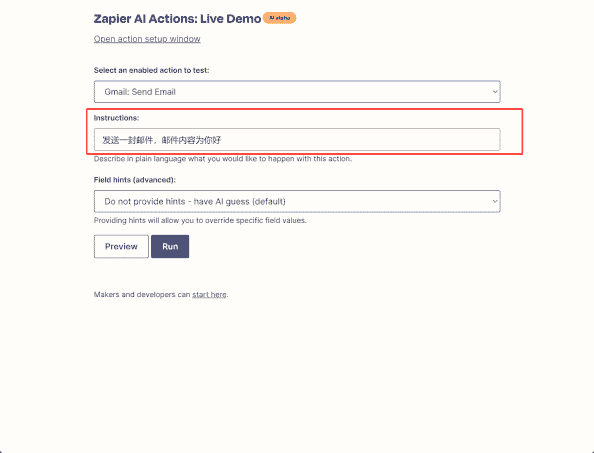 Zapier AI Actions: Live Demo AI alpha
Open action setup window
Select an enabled action to test:
Gmail: Send Email
Instructions:
发送一封邮件，邮件内容为你好
Describe in plain language what you would like to happen with this action.
Field hints (advanced):
Do not provide hints - have AI guess (default)
Providing hints will allow you to override specific field values.
Preview Run
Makers and developers can start here.